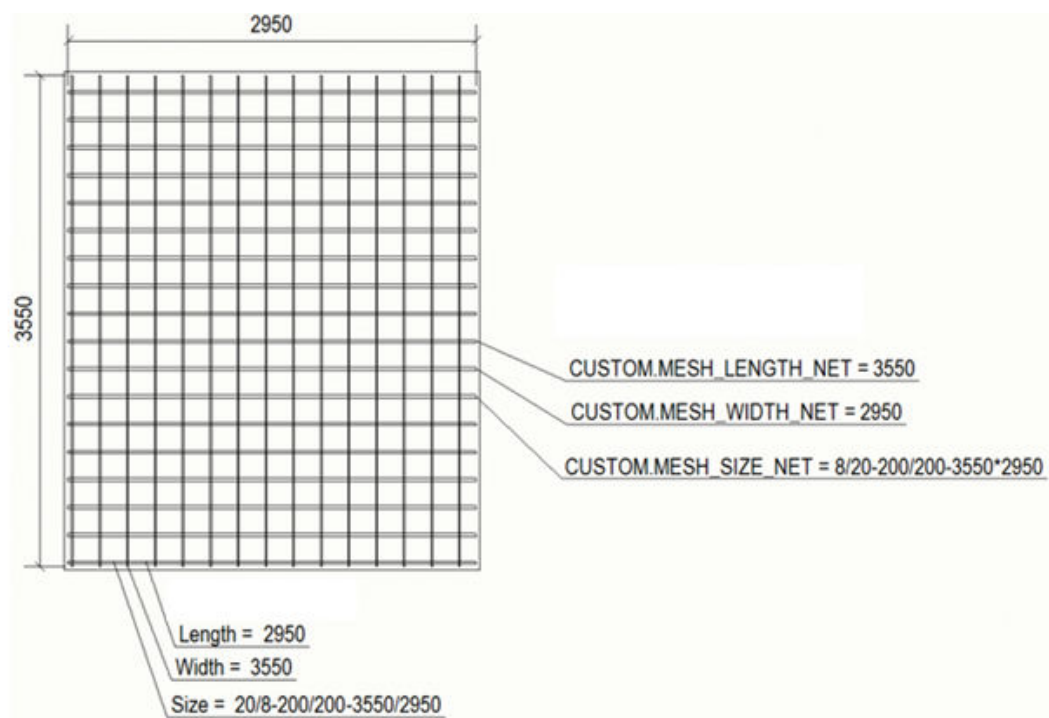 2950
3550
CUSTOM.MESH_LENGTH_NET = 3550
CUSTOM.MESH_WIDTH_NET = 2950
CUSTOM.MESH_SIZE_NET = 8/20-200/200-3550*2950
Length = 2950
Width = 3550
Size = 20/8-200/200-3550/2950